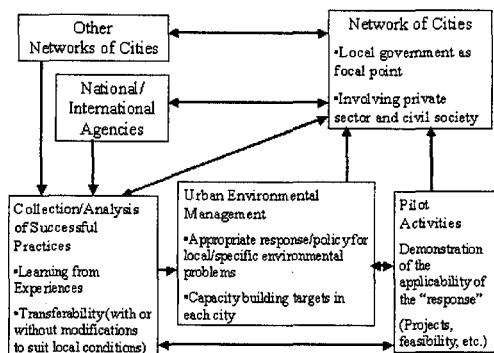 Other
Networks of Cities
Network of Cities
▪Local government as
focal point
▪Involving private
sector and civil society
National/
International
Agencies
Collection/Analysis
of Successful
Practices
▪Learning from
Experiences
▪Transferability(with or
without modifications
to suit local conditions)
Urban Environmental
Management
▪Appropriate response/policy for
local/specific environmental
problems
▪Capacity building targets in
each city
Pilot
Activities
Demonstration
of the
applicability
of the "response"
(Projects,
feasibility, etc.)